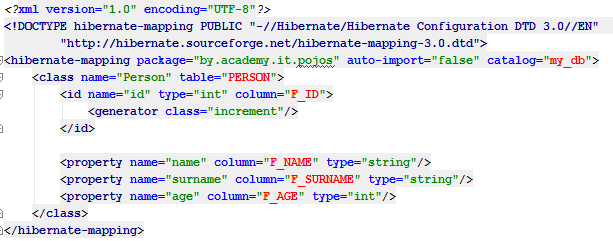 <?xml version="1.0" encoding="UTF-8"?>
<!DOCTYPE hibernate-mapping PUBLIC "-//Hibernate/Hibernate Configuration DTD 3.0//EN"
        "http://hibernate.sourceforge.net/hibernate-mapping-3.0.dtd">
<hibernate-mapping package="by.academy.it.pojos" auto-import="false" catalog="my_db">
    <class name="Person" table="PERSON">
        <id name="id" type="int" column="F_ID">
            <generator class="increment"/>
        </id>

        <property name="name" column="F_NAME" type="string"/>
        <property name="surname" column="F_SURNAME" type="string"/>
        <property name="age" column="F_AGE" type="int"/>
    </class>
</hibernate-mapping>